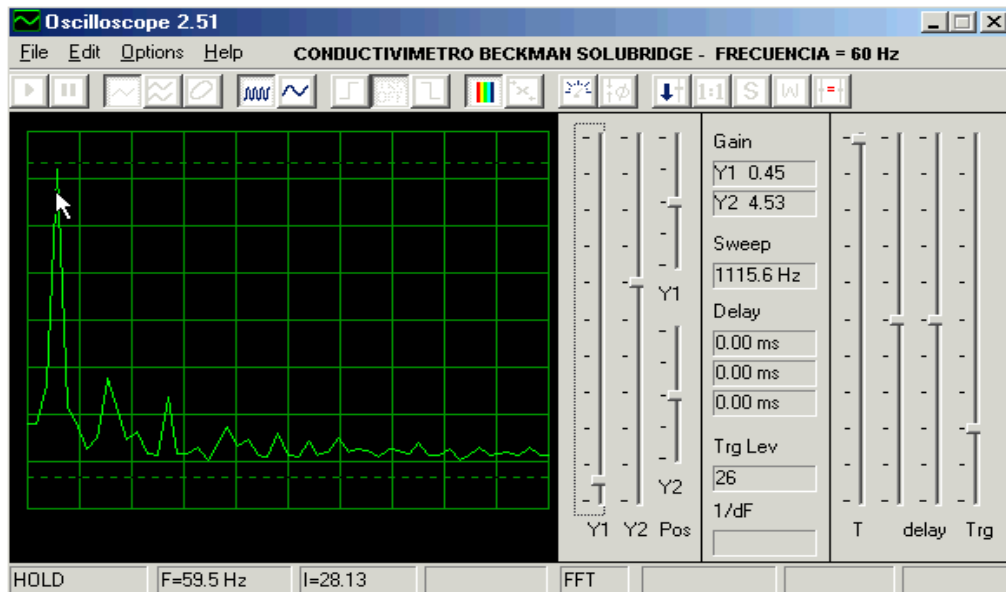 Oscilloscope 2.51
File Edit Options Help CONDUCTIVIMETRO BECKMAN SOLUBRIDGE - FRECUENCIA = 60 Hz
1:1 S W
Gain
Y1 0.45
Y2 4.53
Sweep
1115.6 Hz
Y1
Delay
0.00 ms
0.00 ms
0.00 ms
Trg Lev
26
Y2
1/dF
Y1 Y2 Pos
T delay Trg
HOLD F=59.5 Hz I=28.13 FFT